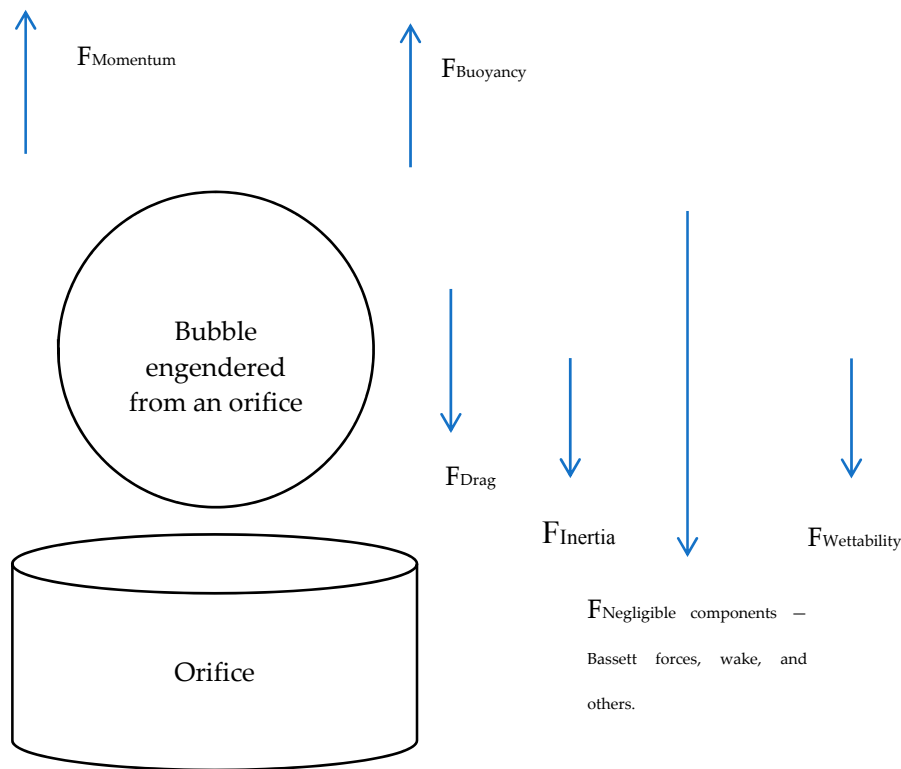 FMomentum
FBuoyancy
Bubble
engendered
from an orifice
FDrag
FInertia
FWettability
FNegligible components –
Bassett forces, wake, and
others.
Orifice